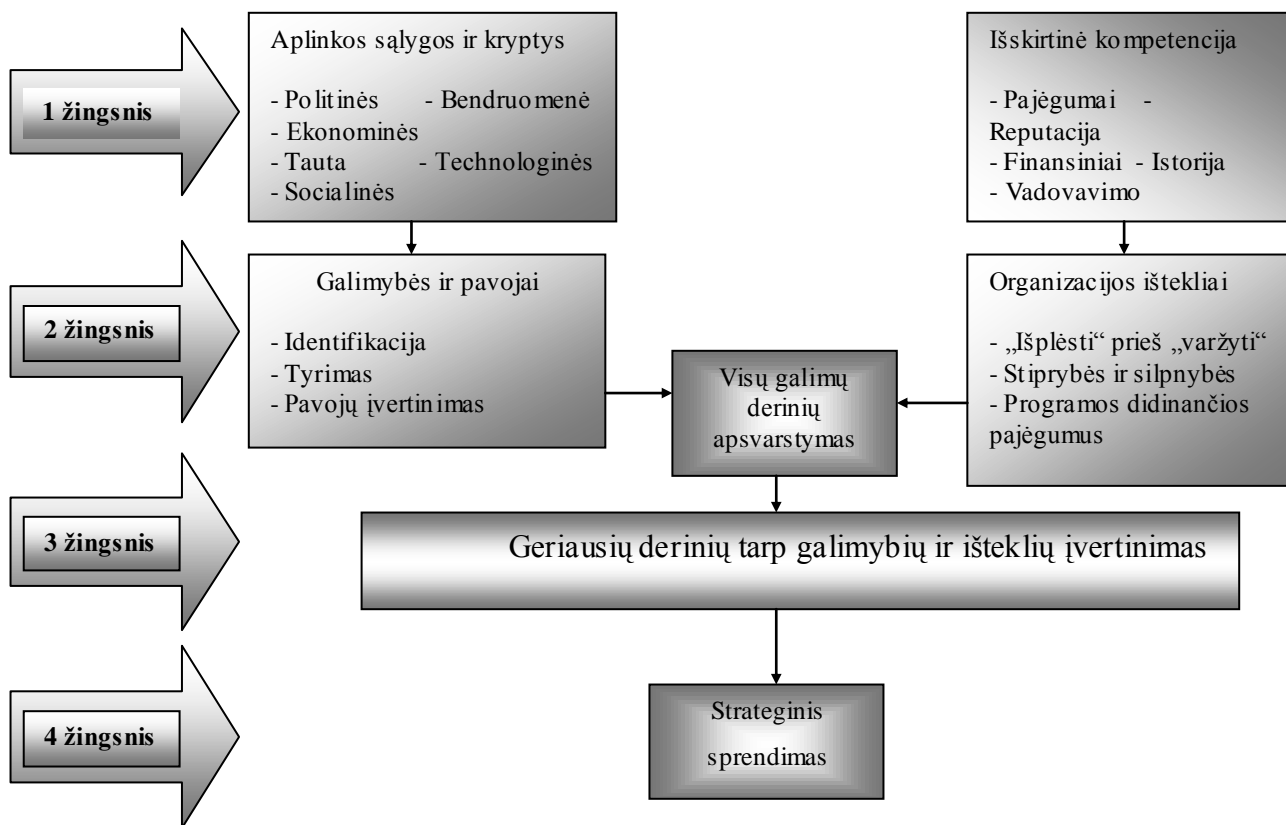 1 žingsnis
Aplinkos sąlygos ir kryptys
- Politinės - Bendruomenė
- Ekonominės
- Tauta - Technologinės
- Socialinės
Išskirtinė kompetencija
- Pajėgumai -
Reputacija
- Finansiniai - Istorija
- Vadovavimo
2 žingsnis
Galimybės ir pavojai
- Identifikacija
- Tyrimas
- Pavojų įvertinimas
Visų galimų
derinių
apsvarstymas
Organizacijos ištekliai
- „Išplėsti“ prieš „varžyti“
- Stiprybės ir silpnybės
- Programos didinančios
pajėgumus
3 žingsnis
Geriausių derinių tarp galimybių ir išteklių įvertinimas
4 žingsnis
Strateginis
sprendimas